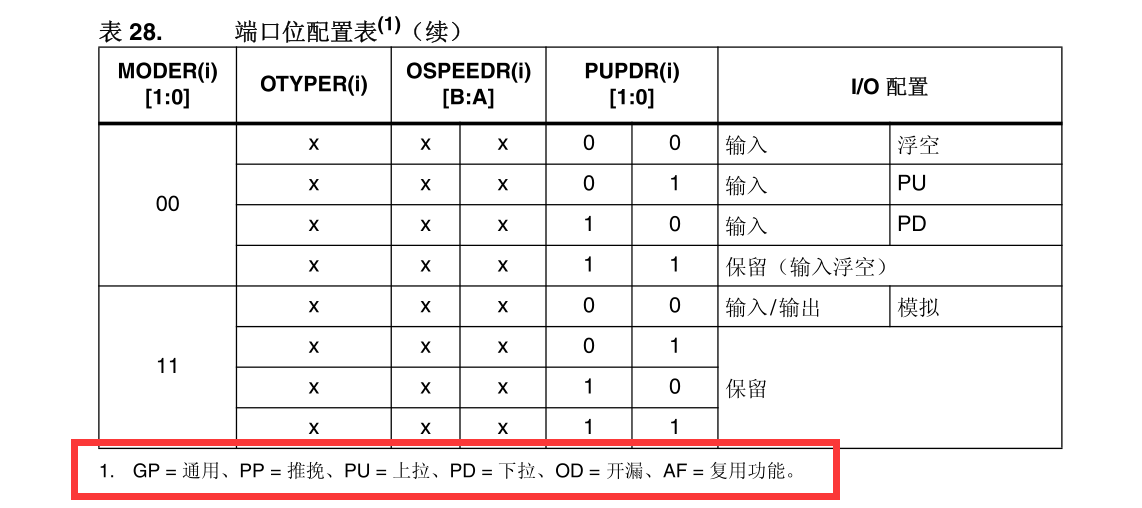 表 28. 端口位配置表(1)（续）
MODER(i) [1:0] OTYPER(i) OSPEEDR(i) [B:A] PUPDR(i) [1:0] I/O 配置
00
x x x 0 0 输入 浮空
x x x 0 1 输入 PU
x x x 1 0 输入 PD
x x x 1 1 保留（输入浮空）
11
x x x 0 0 输入/输出 模拟
x x x 0 1
x x x 1 0
x x x 1 1
保留
1. GP = 通用、PP = 推挽、PU = 上拉、PD = 下拉、OD = 开漏、AF = 复用功能。